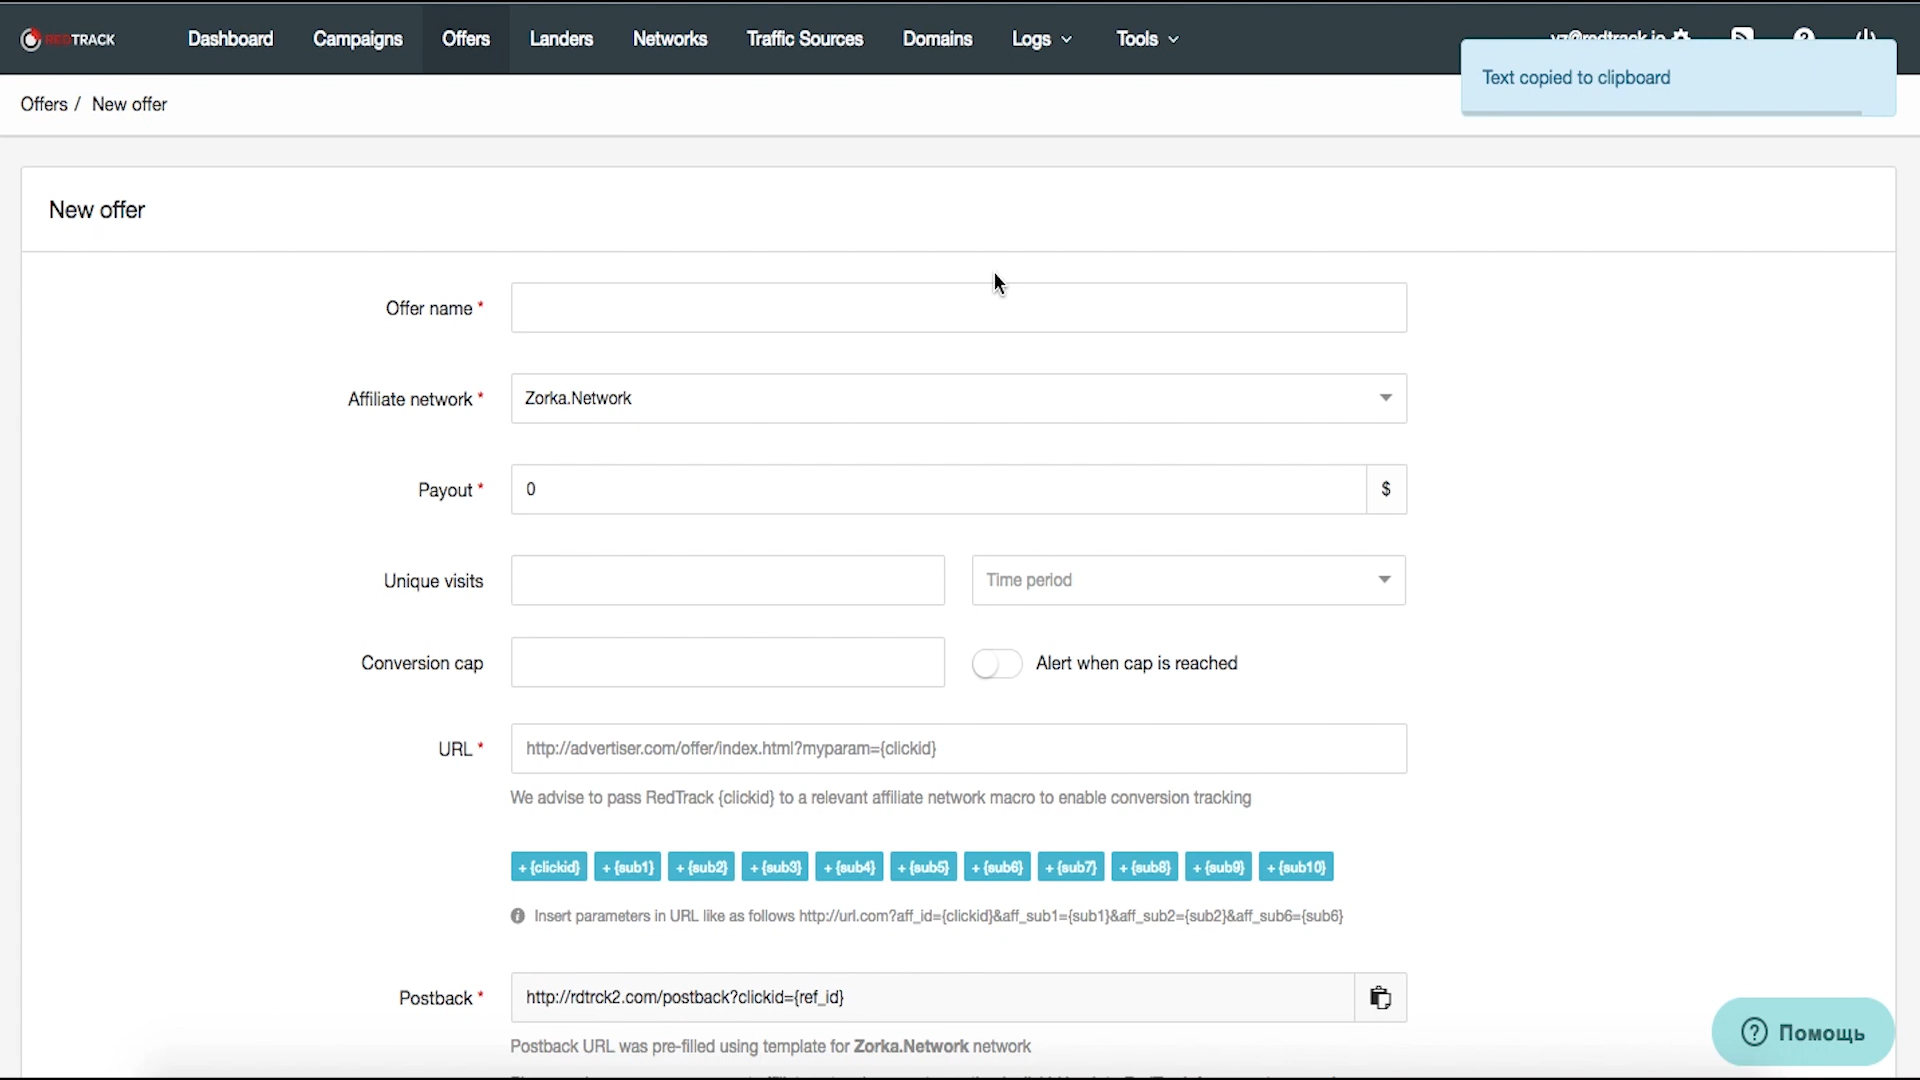 REDTRACK Dashboard Campaigns Offers Landers Networks Traffic Sources Domains Logs Tools
Text copied to clipboard
Offers / New offer
New offer
Offer name *
Affiliate network * Zorka.Network
Payout * 0 $
Unique visits Time period
Conversion cap Alert when cap is reached
URL * http://advertiser.com/offer/index.html?myparam={clickid}
We advise to pass RedTrack {clickid} to a relevant affiliate network macro to enable conversion tracking
+ {clickid} + {sub1} + {sub2} + {sub3} + {sub4} + {sub5} + {sub6} + {sub7} + {sub8} + {sub9} + {sub10}
Insert parameters in URL like as follows http://url.com?aff_id={clickid}&aff_sub1={sub1}&aff_sub2={sub2}&aff_sub6={sub6}
Postback * http://rdtrck2.com/postback?clickid={ref_id}
Помощь
Postback URL was pre-filled using template for Zorka.Network network